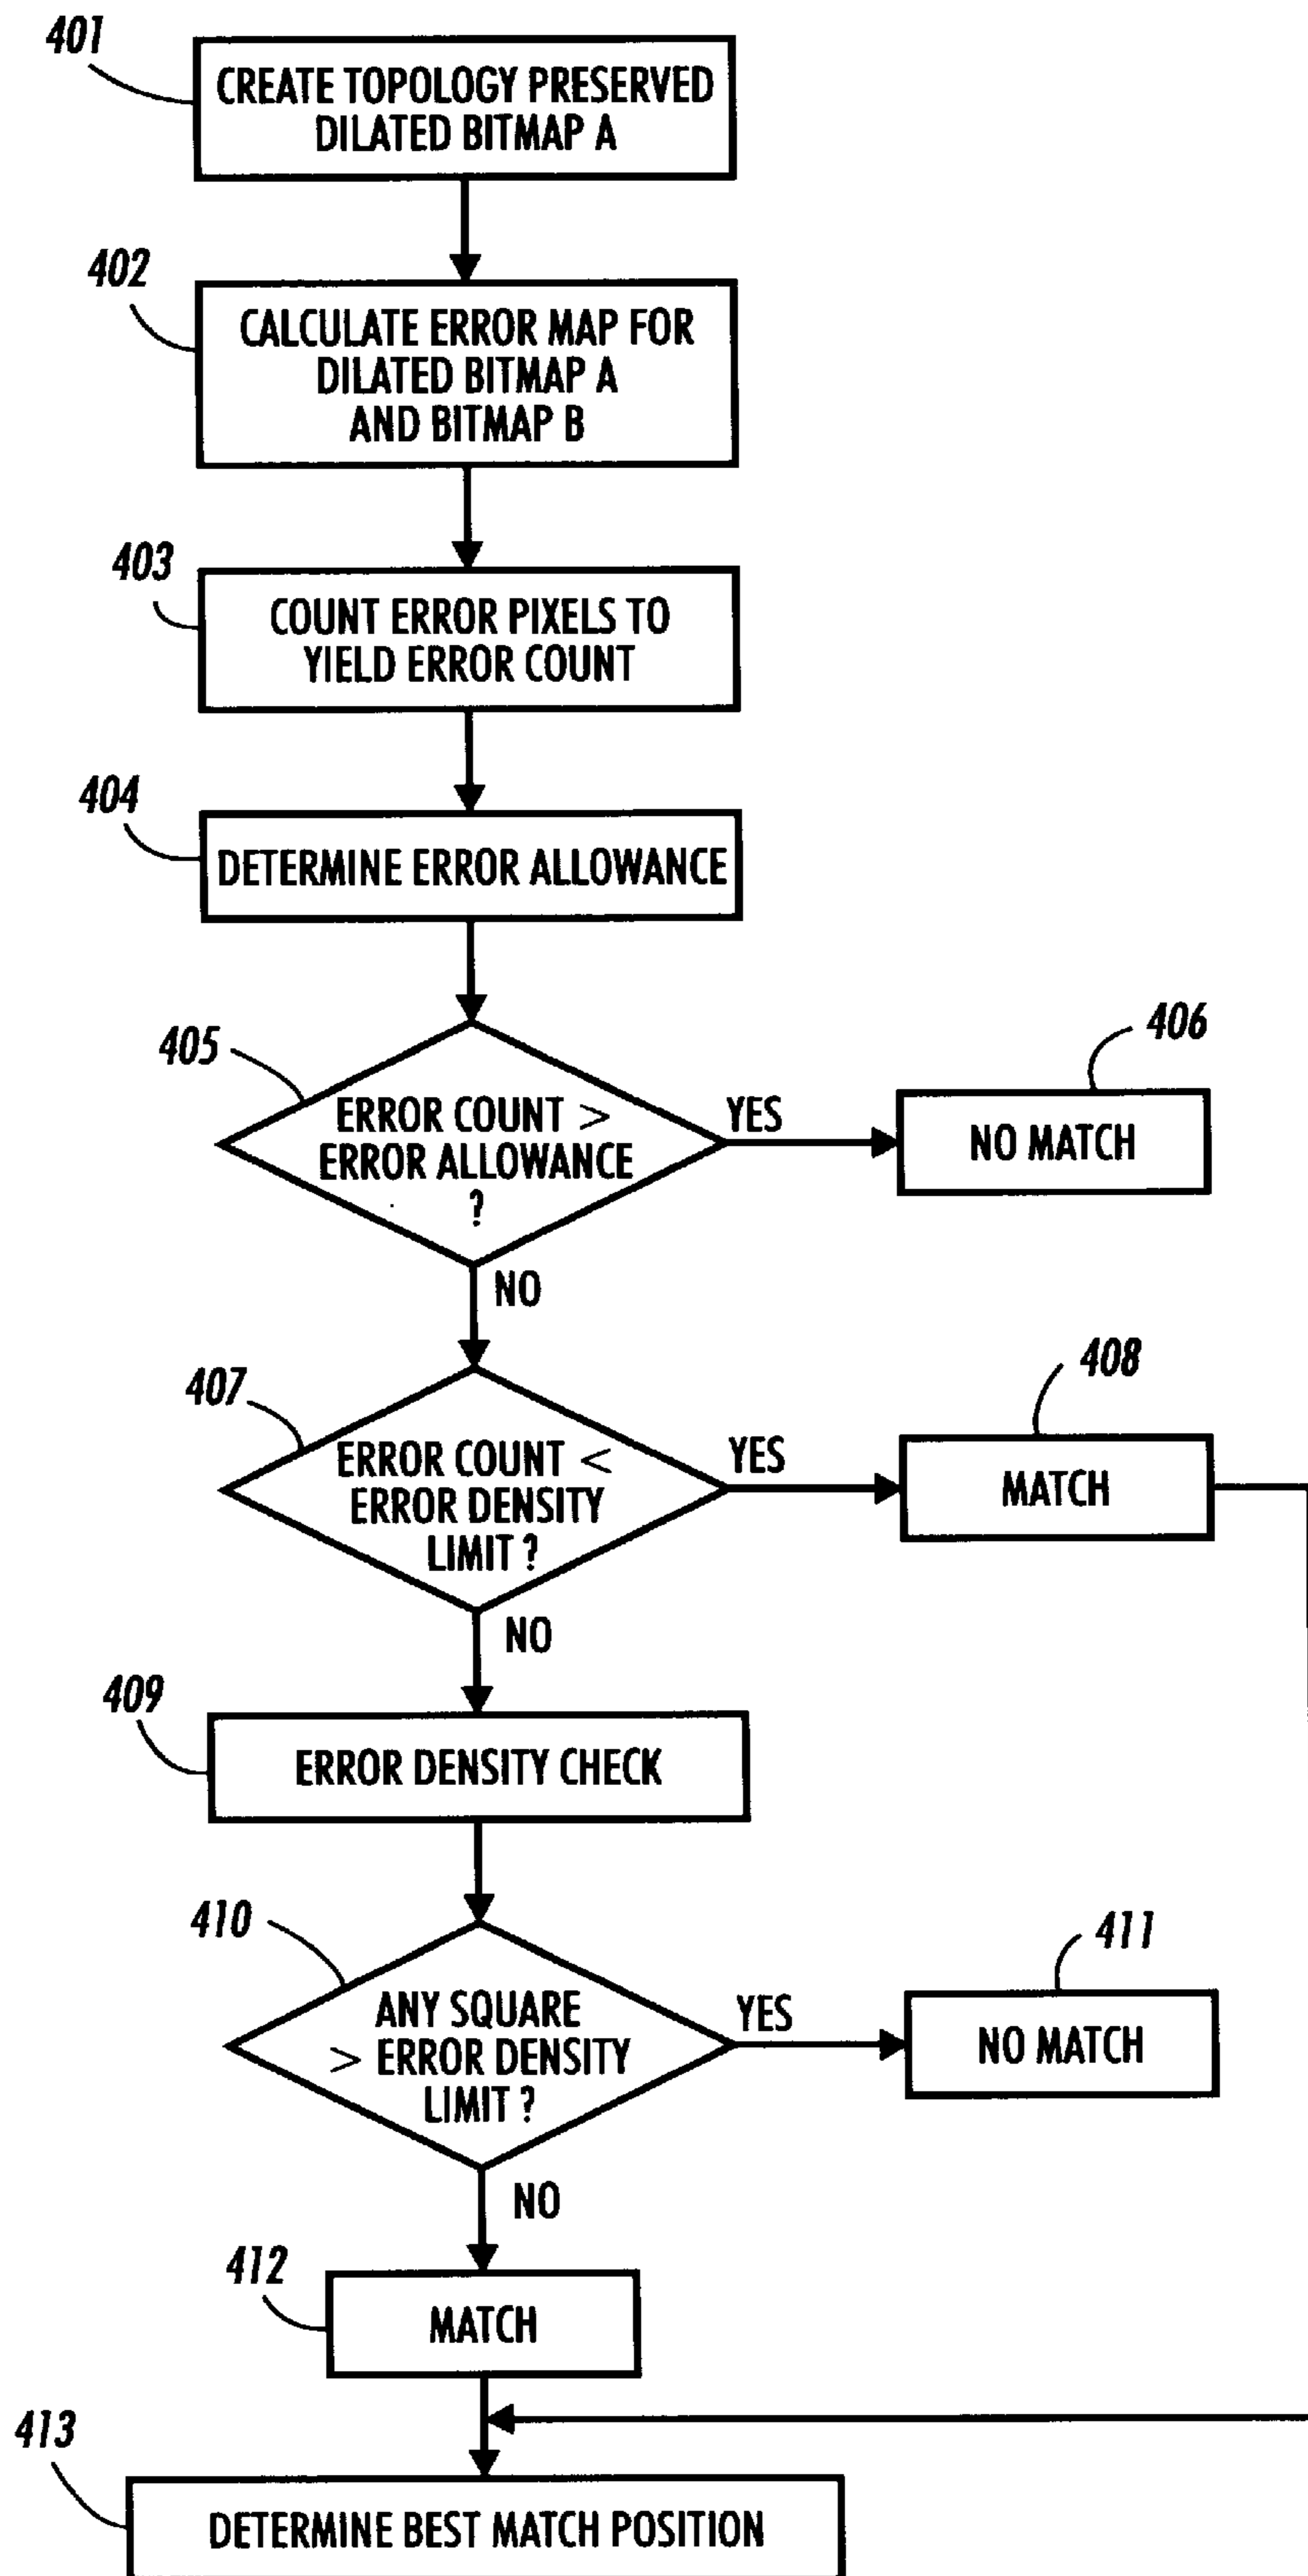 401
CREATE TOPOLOGY PRESERVED
DILATED BITMAP A
402
CALCULATE ERROR MAP FOR
DILATED BITMAP A
AND BITMAP B
403
COUNT ERROR PIXELS TO
YIELD ERROR COUNT
404
DETERMINE ERROR ALLOWANCE
405
ERROR COUNT >
ERROR ALLOWANCE
?
YES
406
NO MATCH
NO
407
ERROR COUNT <
ERROR DENSITY
LIMIT ?
YES
408
MATCH
NO
409
ERROR DENSITY CHECK
410
ANY SQUARE
> ERROR DENSITY
LIMIT ?
YES
411
NO MATCH
NO
412
MATCH
413
DETERMINE BEST MATCH POSITION